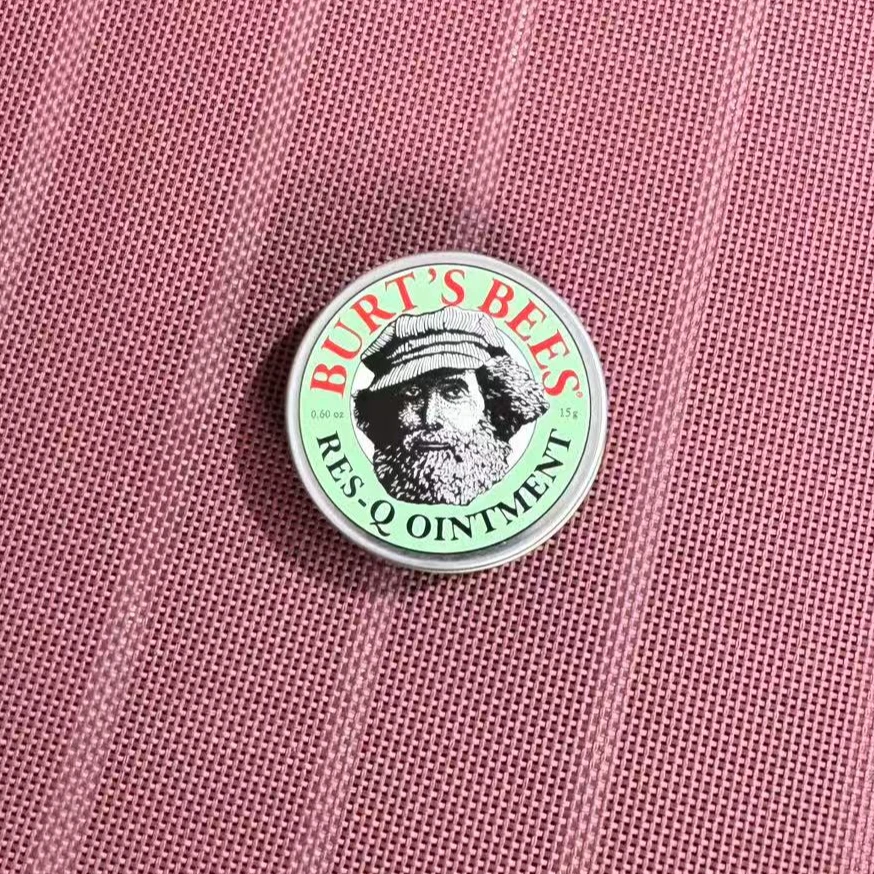 BURT'S BEES®
0.60 oz
15g
RES-Q OINTMENT